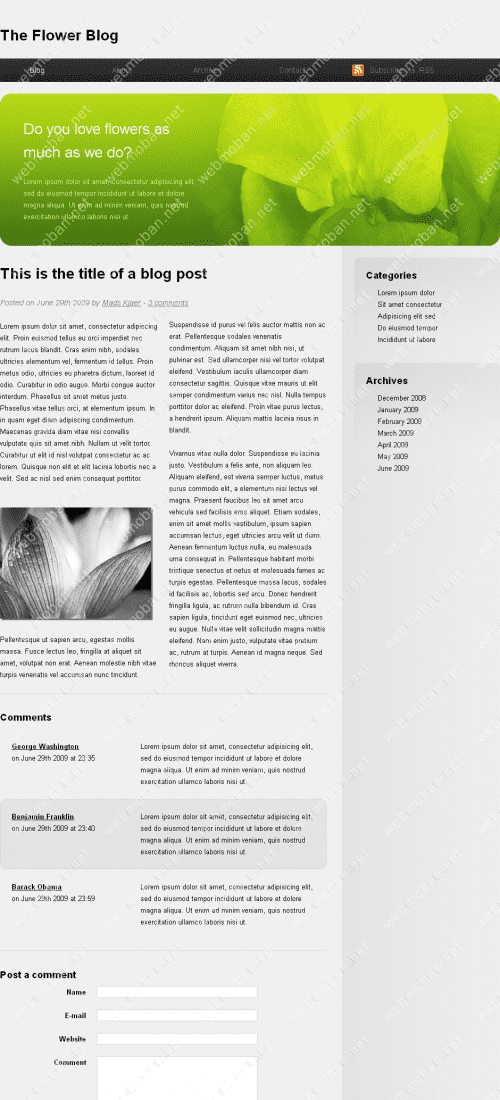 The Flower Blog
Blog
About
Archives
Contact
Subscribe via. RSS
Do you love flowers as
much as we do?
Lorem ipsum dolor sit amet, consectetur adipisicing elit,
sed do eiusmod tempor incididunt ut labore et dolore
magna aliqua. Ut enim ad minim veniam, quis nostrud
exercitation ullamco laboris nisi ut.
This is the title of a blog post
Posted on June 29th 2009 by Mads Kjaer - 3 comments
Lorem ipsum dolor sit amet, consectetur adipiscing
elit. Proin euismod tellus eu orci imperdiet nec
rutrum lacus blandit. Cras enim nibh, sodales
ultricies elementum vel, fermentum id tellus. Proin
metus odio, ultricies eu pharetra dictum, laoreet id
odio. Curabitur in odio augue. Morbi congue auctor
interdum. Phasellus sit amet metus justo.
Phasellus vitae tellus orci, at elementum ipsum. In
in quam eget diam adipiscing condimentum.
Maecenas gravida diam vitae nisi convallis
vulputate quis sit amet nibh. Nullam ut velit tortor.
Curabitur ut elit id nisl volutpat consectetur ac ac
lorem. Quisque non elit et elit lacinia lobortis nec a
velit. Sed ac nisl sed enim consequat porttitor.
Pellentesque ut sapien arcu, egestas mollis
massa. Fusce lectus leo, fringilla at aliquet sit
amet, volutpat non erat. Aenean molestie nibh vitae
turpis venenatis vel accumsan nunc tincidunt.
Suspendisse id purus vel felis auctor mattis non ac
erat. Pellentesque sodales venenatis
condimentum. Aliquam sit amet nibh nisi, ut
pulvinar est. Sed ullamcorper nisi vel tortor volutpat
eleifend. Vestibulum iaculis ullamcorper diam
consectetur sagittis. Quisque vitae mauris ut elit
semper condimentum varius nec nisl. Nulla tempus
porttitor dolor ac eleifend. Proin vitae purus lectus,
a hendrerit ipsum. Aliquam mattis lacinia risus in
blandit.
Vivamus vitae nulla dolor. Suspendisse eu lacinia
justo. Vestibulum a felis ante, non aliquam leo.
Aliquam eleifend, est viverra semper luctus, metus
purus commodo elit, a elementum nisi lectus vel
magna. Praesent faucibus leo sit amet arcu
vehicula sed facilisis eros aliquet. Etiam sodales,
enim sit amet mollis vestibulum, ipsum sapien
accumsan lectus, eget ultricies arcu velit ut diam.
Aenean fermentum luctus nulla, eu malesuada
urna consequat in. Pellentesque habitant morbi
tristique senectus et netus et malesuada fames ac
turpis egestas. Pellentesque massa lacus, sodales
id facilisis ac, lobortis sed arcu. Donec hendrerit
fringilla ligula, ac rutrum nulla bibendum id. Cras
sapien ligula, tincidunt eget euismod nec, ultricies
eu augue. Nulla vitae velit sollicitudin magna mattis
eleifend. Nam enim justo, vulputate vitae pretium
ac, rutrum at turpis. Aenean id magna neque. Sed
rhoncus aliquet viverra.
Categories
Lorem ipsum dolor
Sit amet consectetur
Adipisicing elit sed
Do eiusmod tempor
Incididunt ut labore
Archives
December 2008
January 2009
February 2009
March 2009
April 2009
May 2009
June 2009
Comments
George Washington
on June 29th 2009 at 23:35
Lorem ipsum dolor sit amet, consectetur adipisicing elit,
sed do eiusmod tempor incididunt ut labore et dolore
magna aliqua. Ut enim ad minim veniam, quis nostrud
exercitation ullamco laboris nisi ut.
Benjamin Franklin
on June 29th 2009 at 23:40
Lorem ipsum dolor sit amet, consectetur adipisicing elit,
sed do eiusmod tempor incididunt ut labore et dolore
magna aliqua. Ut enim ad minim veniam, quis nostrud
exercitation ullamco laboris nisi ut.
Barack Obama
on June 29th 2009 at 23:59
Lorem ipsum dolor sit amet, consectetur adipisicing elit,
sed do eiusmod tempor incididunt ut labore et dolore
magna aliqua. Ut enim ad minim veniam, quis nostrud
exercitation ullamco laboris nisi ut.
Post a comment
Name
E-mail
Website
Comment
webmoban.net